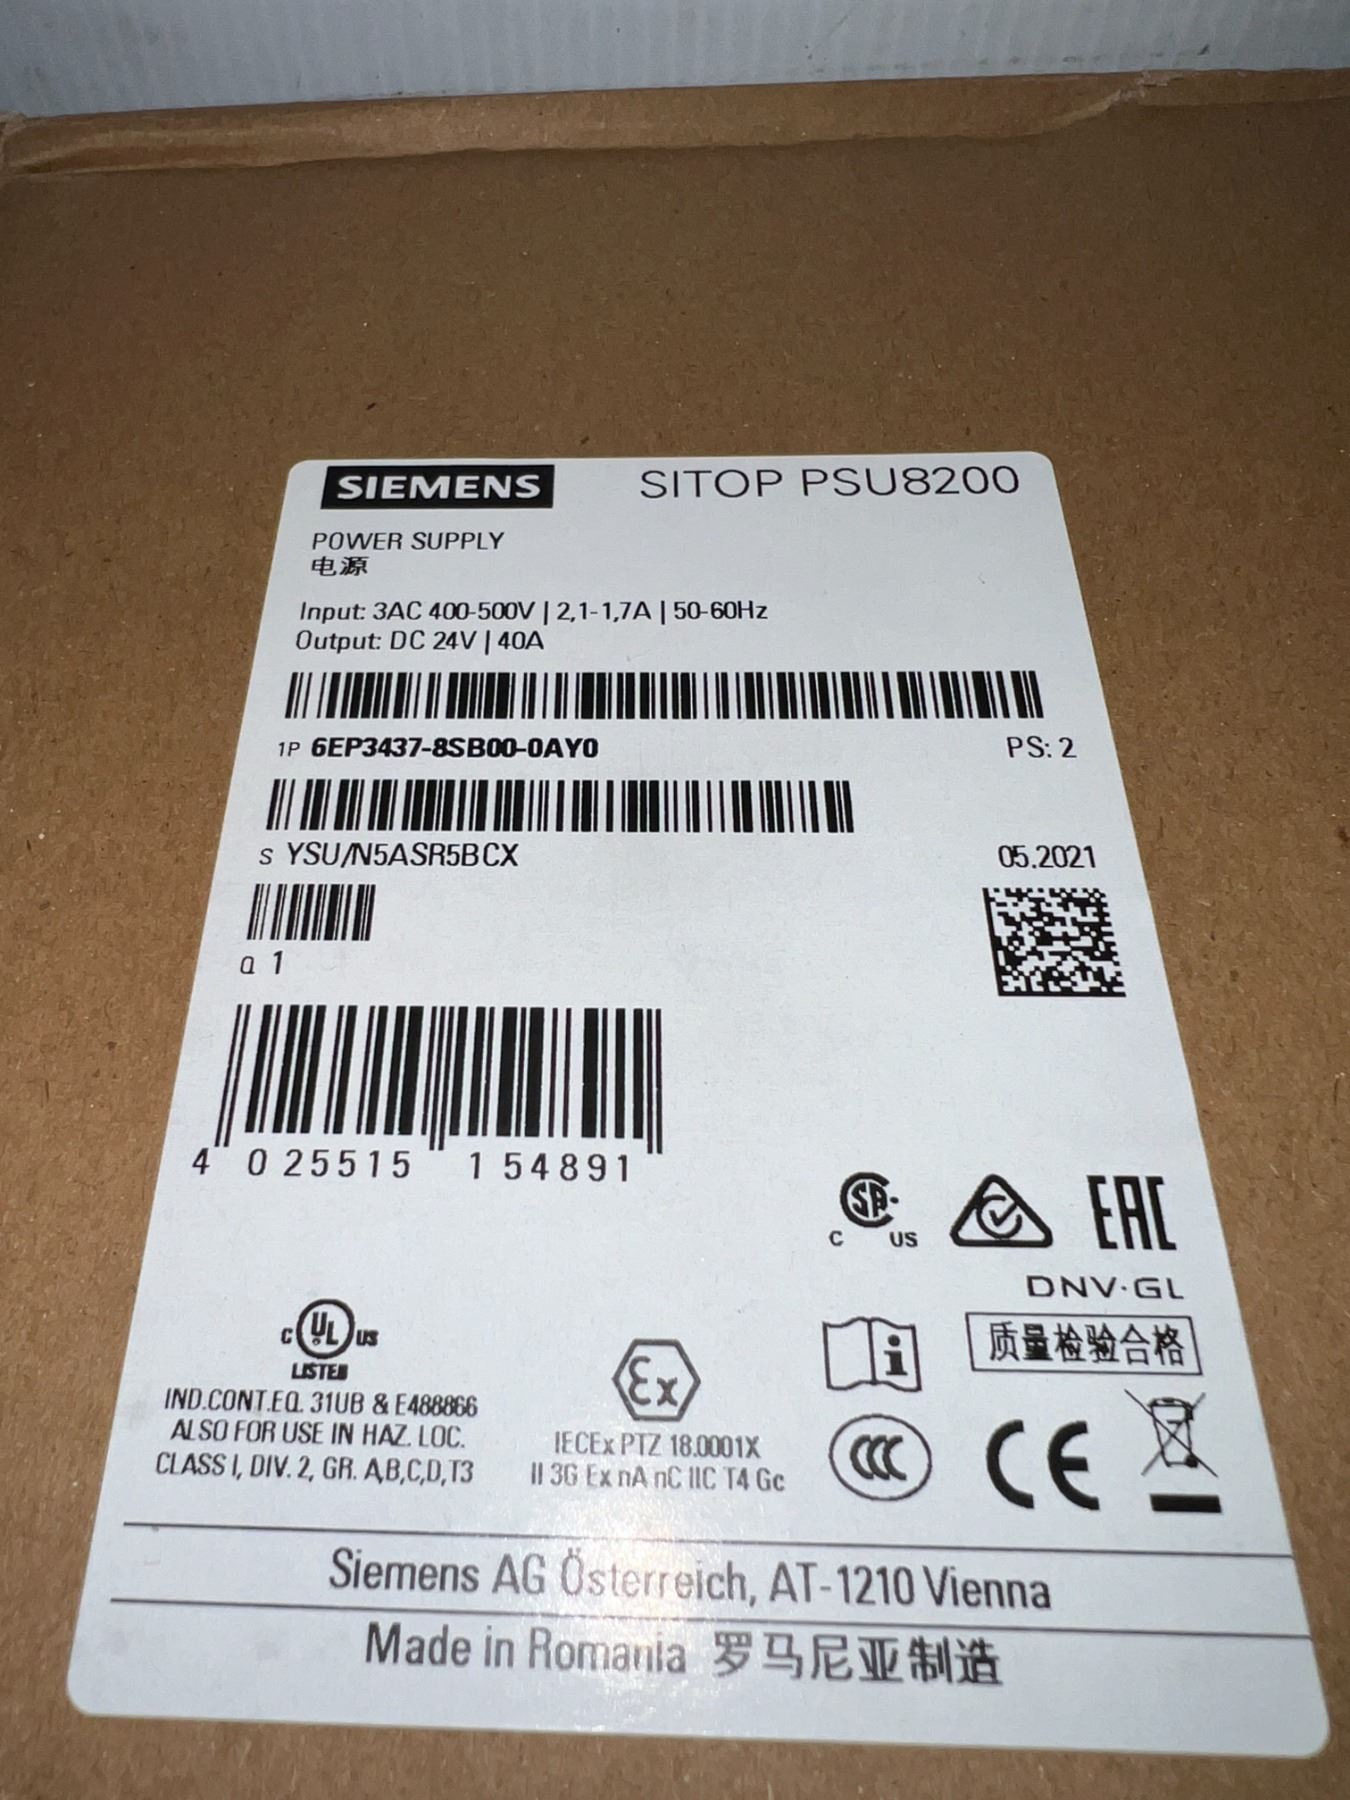 SIEMENS SITOP PSU8200
POWER SUPPLY
电源
Input: 3AC 400-500V | 2,1-1,7A | 50-60Hz
Output: DC 24V | 40A
1P 6EP3437-8SB00-0AY0 PS: 2
S YSU/N5ASR5BCX 05.2021
Q 1
4 025515 154891
C SA US EAC
DNV·GL
质量检验合格
C UL US
LISTED
IND.CONT.EQ. 31UB & E488866
ALSO FOR USE IN HAZ. LOC.
CLASS I, DIV. 2, GR. A,B,C,D,T3
Ex
IECEx PTZ 18.0001X
II 3G Ex nA nC IIC T4 Gc
i
CCC CE
Siemens AG Österreich, AT-1210 Vienna
Made in Romania 罗马尼亚制造